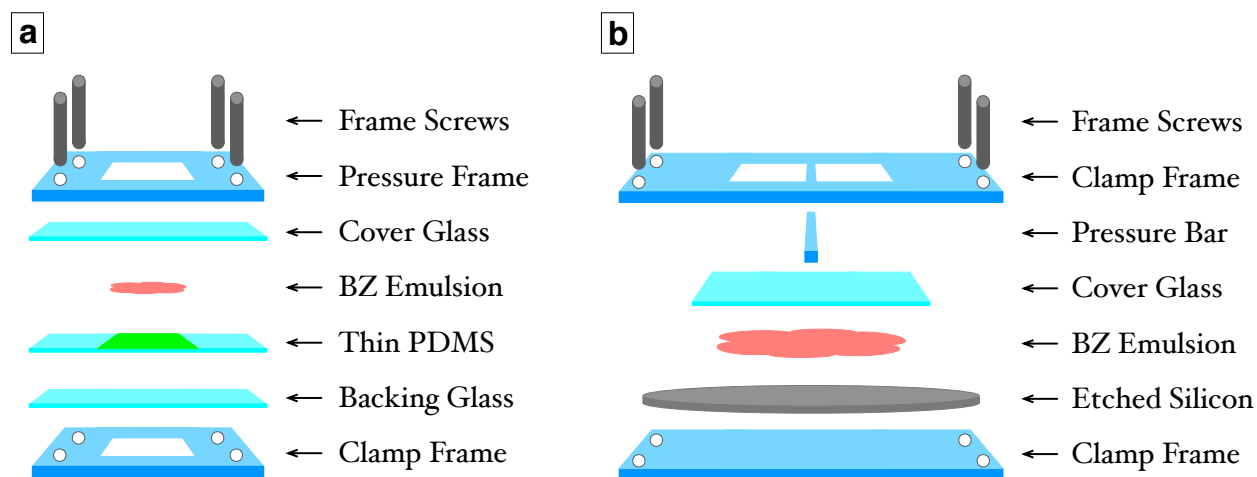 a
Frame Screws
Pressure Frame
Cover Glass
BZ Emulsion
Thin PDMS
Backing Glass
Clamp Frame
b
Frame Screws
Clamp Frame
Pressure Bar
Cover Glass
BZ Emulsion
Etched Silicon
Clamp Frame